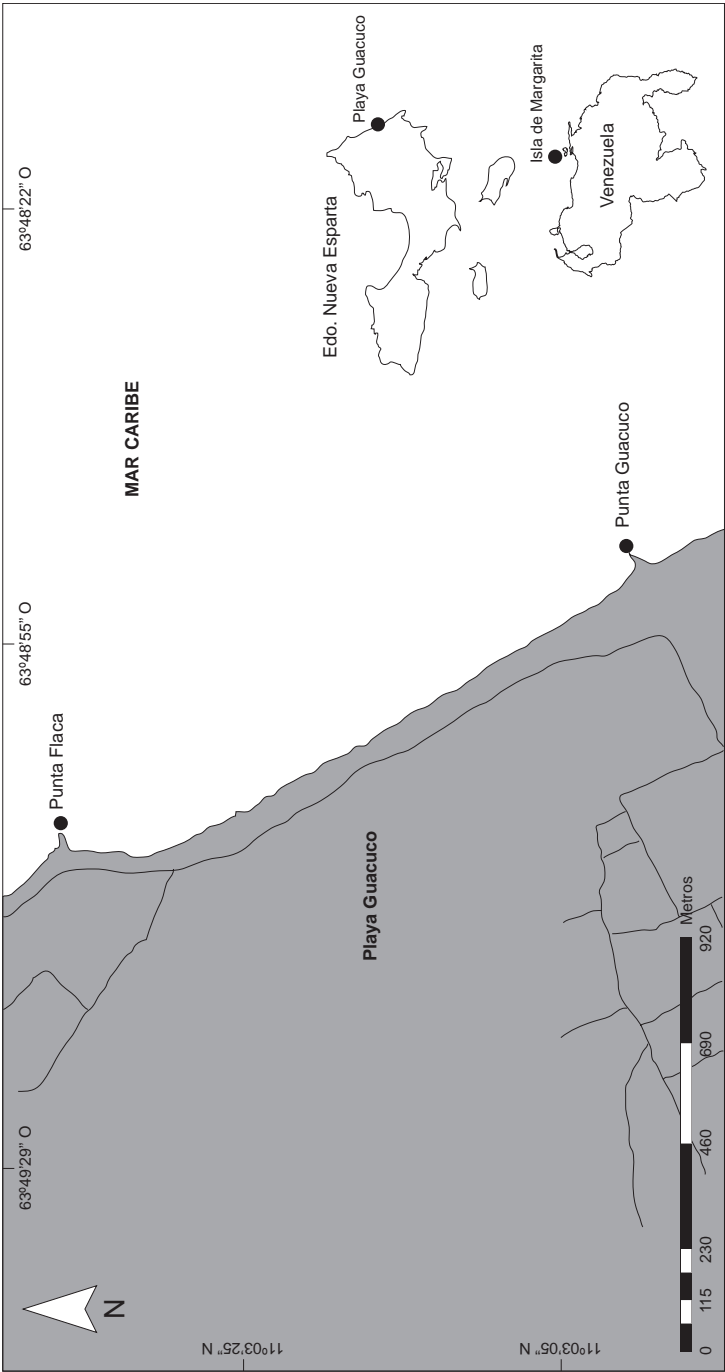 63º49'29" O
63º48'55" O
63º48'22" O
N
Punta Flaca
MAR CARIBE
11º03'25" N
Edo. Nueva Esparta
Playa Guacuco
Playa Guacuco
Isla de Margarita
Venezuela
11º03'05" N
Punta Guacuco
Metros
0 115 230 460 690 920